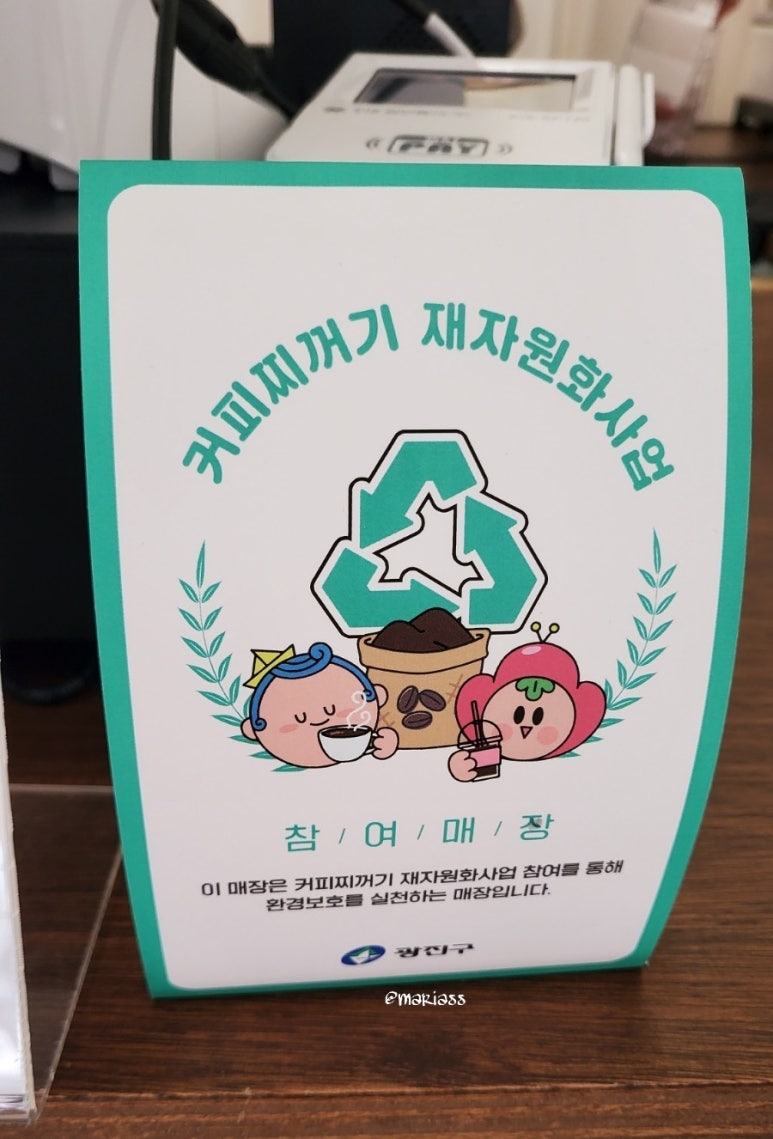 커피찌꺼기 재자원화사업
참/여/매/장
이 매장은 커피찌꺼기 재자원화사업 참여를 통해
환경보호를 실천하는 매장입니다.
광진구
@mariass